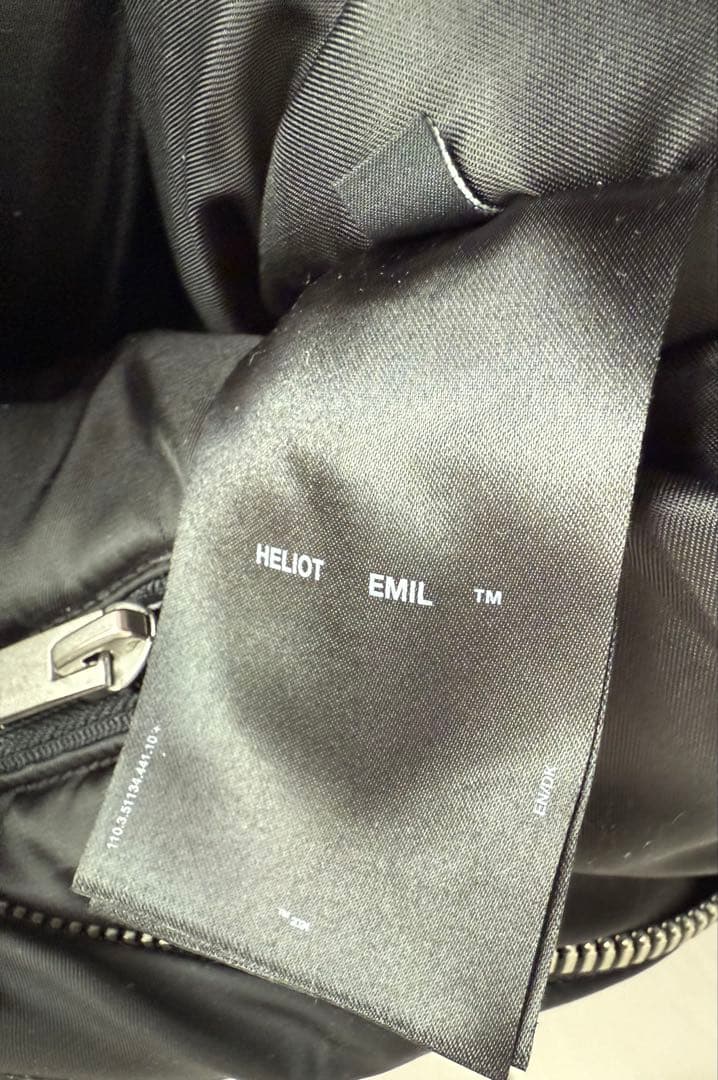 HELIOT EMIL ™
110.3.51134.441-10 +
EN/DK